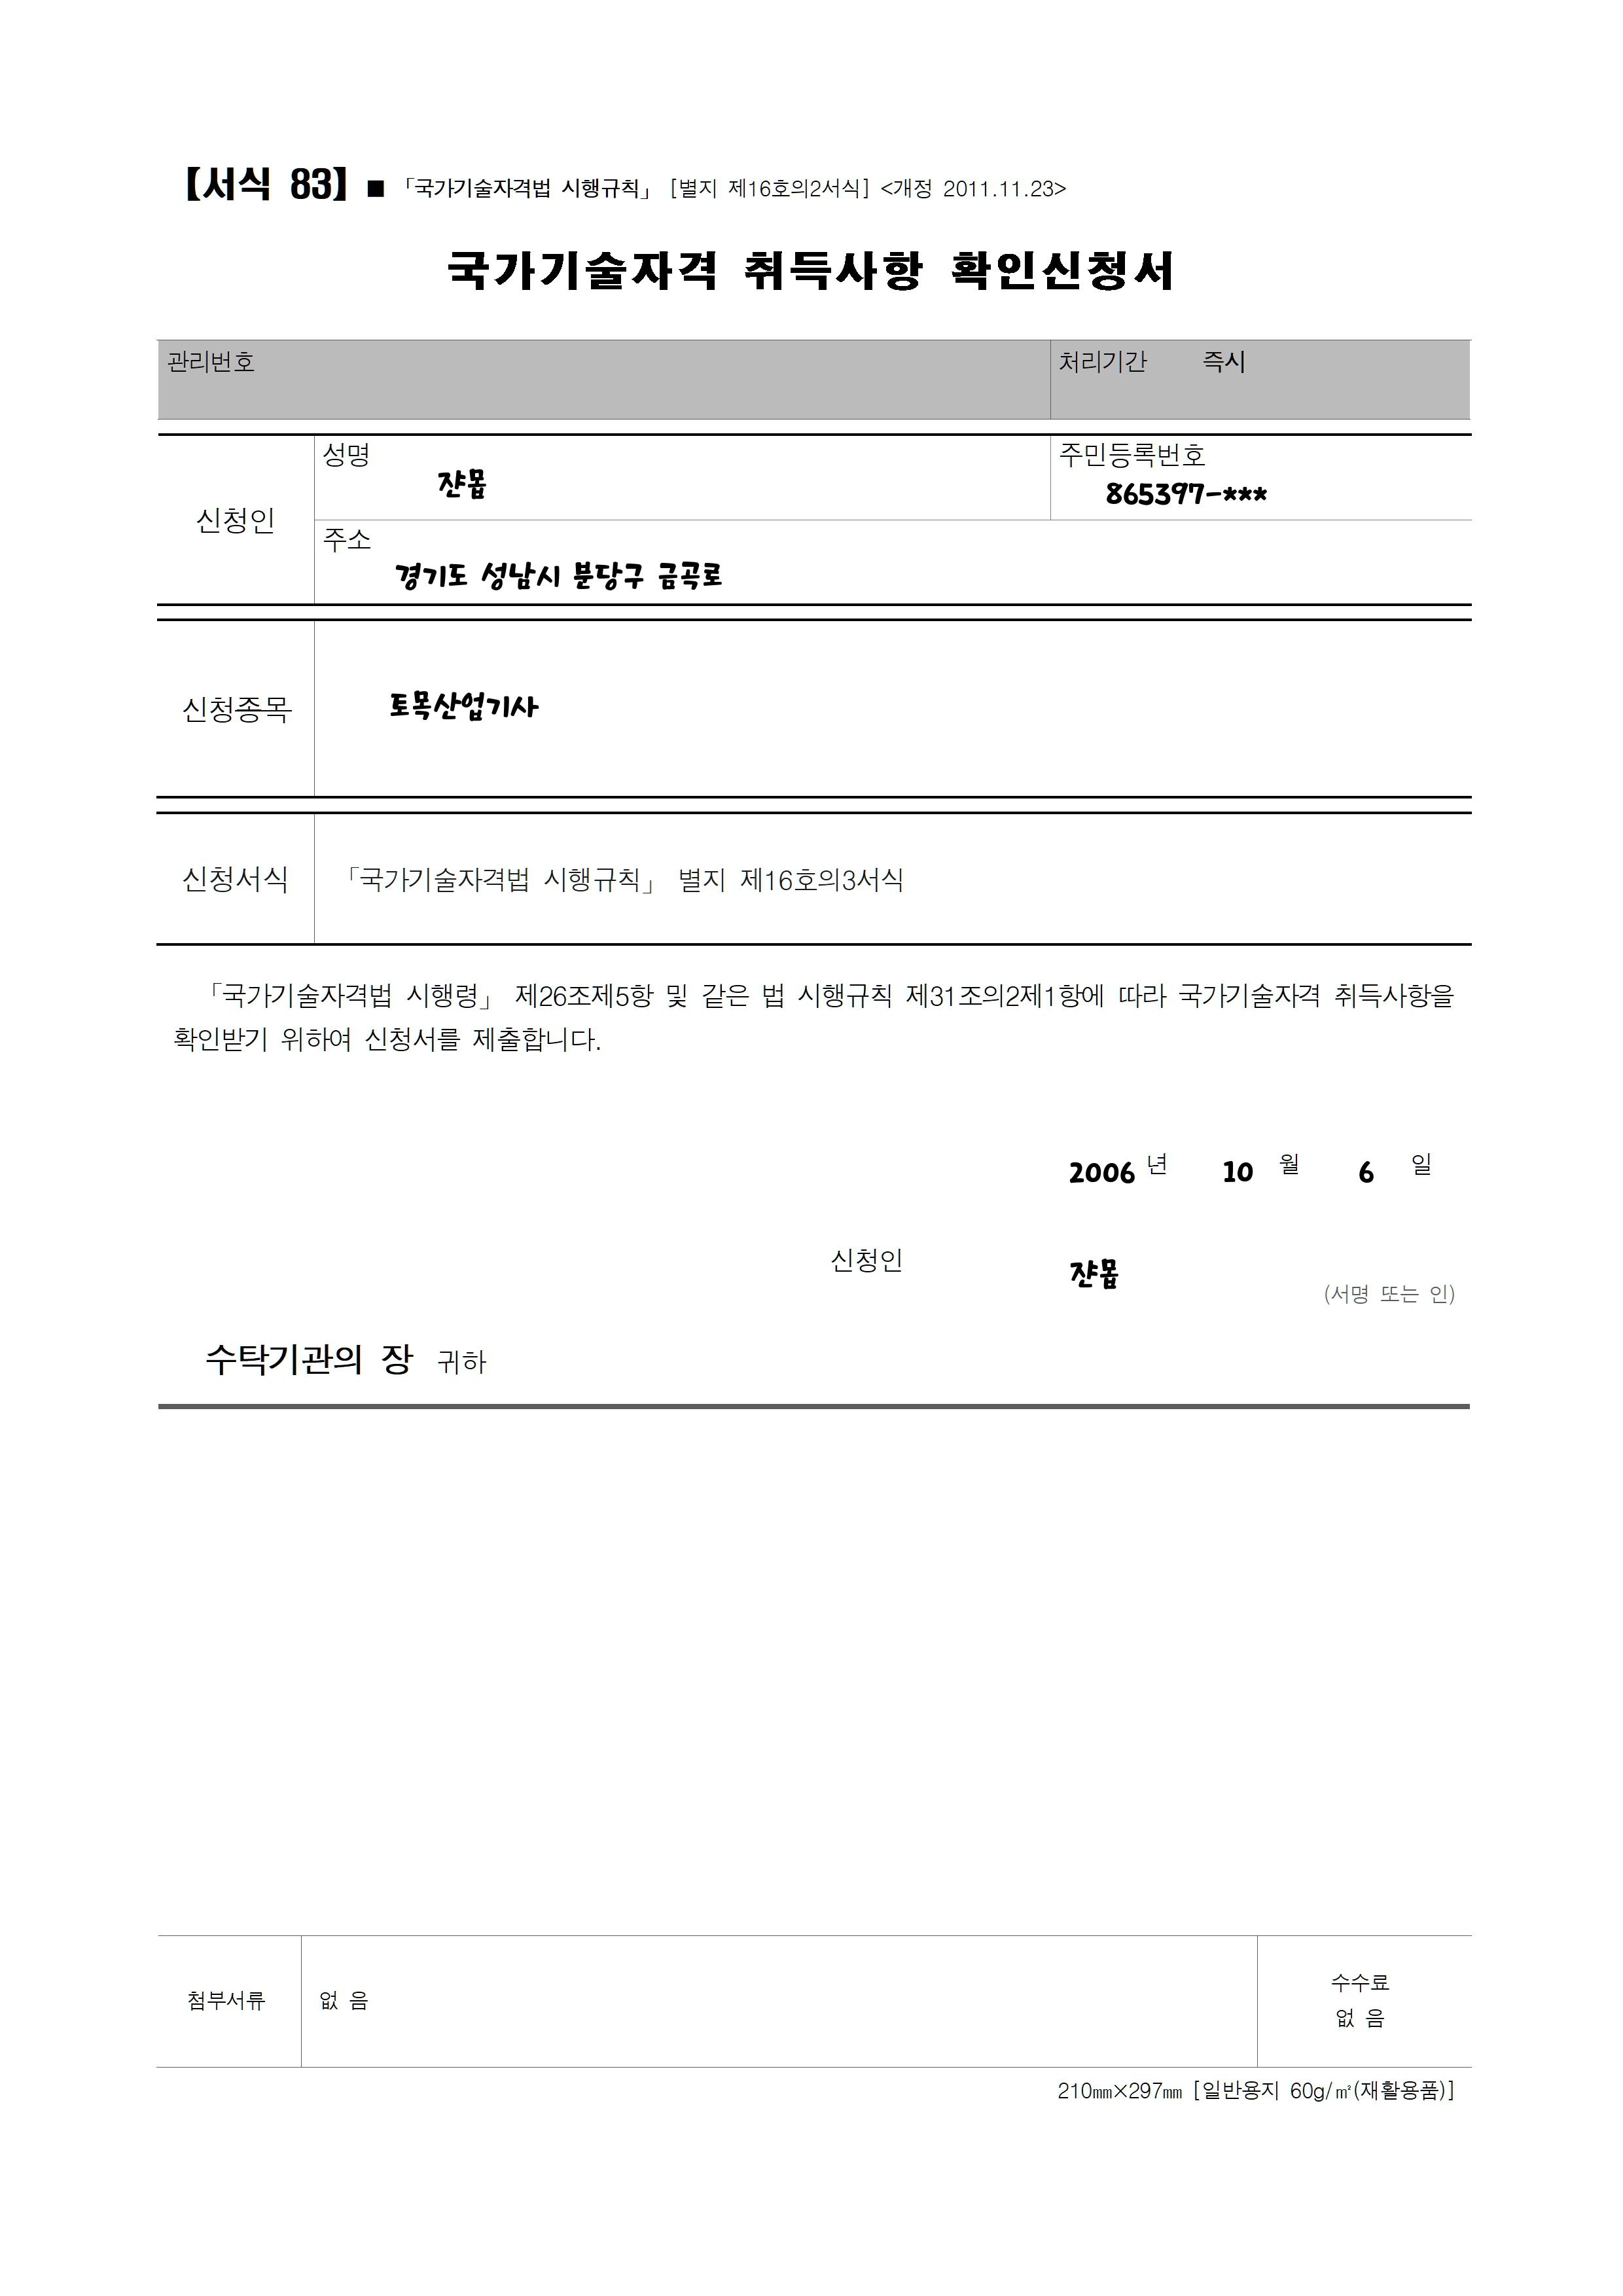 【서식 83】 ■ 「국가기술자격법 시행규칙」 [별지 제16호의2서식] <개정 2011.11.23>
국가기술자격 취득사항 확인신청서
관리번호 처리기간 즉시
성명 주민등록번호
쟌몹 865397-***
신청인
주소
경기도 성남시 분당구 금곡로
신청종목 토목산업기사
신청서식 「국가기술자격법 시행규칙」 별지 제16호의3서식
「국가기술자격법 시행령」 제26조제5항 및 같은 법 시행규칙 제31조의2제1항에 따라 국가기술자격 취득사항을
확인받기 위하여 신청서를 제출합니다.
2006 년 10 월 6 일
신청인 쟌몹
(서명 또는 인)
수탁기관의 장 귀하
첨부서류 없 음 수수료
없 음
210㎜×297㎜ [일반용지 60g/㎡(재활용품)]